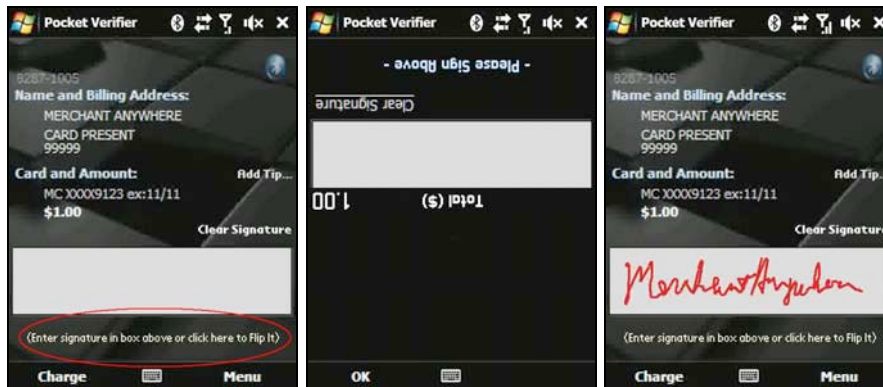 Pocket Verifier
8287-1005
Name and Billing Address:
MERCHANT ANYWHERE
CARD PRESENT
99999
Card and Amount:
Add Tip...
MC XXXX9123 ex:11/11
$1.00
Clear Signature
(Enter signature in box above or click here to Flip It)
Charge
Menu
Pocket Verifier
- Please Sign Above -
Clear Signature
Total ($)
1.00
OK
Pocket Verifier
8287-1005
Name and Billing Address:
MERCHANT ANYWHERE
CARD PRESENT
99999
Card and Amount:
Add Tip..
MC XXXX9123 ex:11/11
$1.00
Clear Signature
Merchant Anywhere
(Enter signature in box above or click here to Flip It)
Charge
Menu